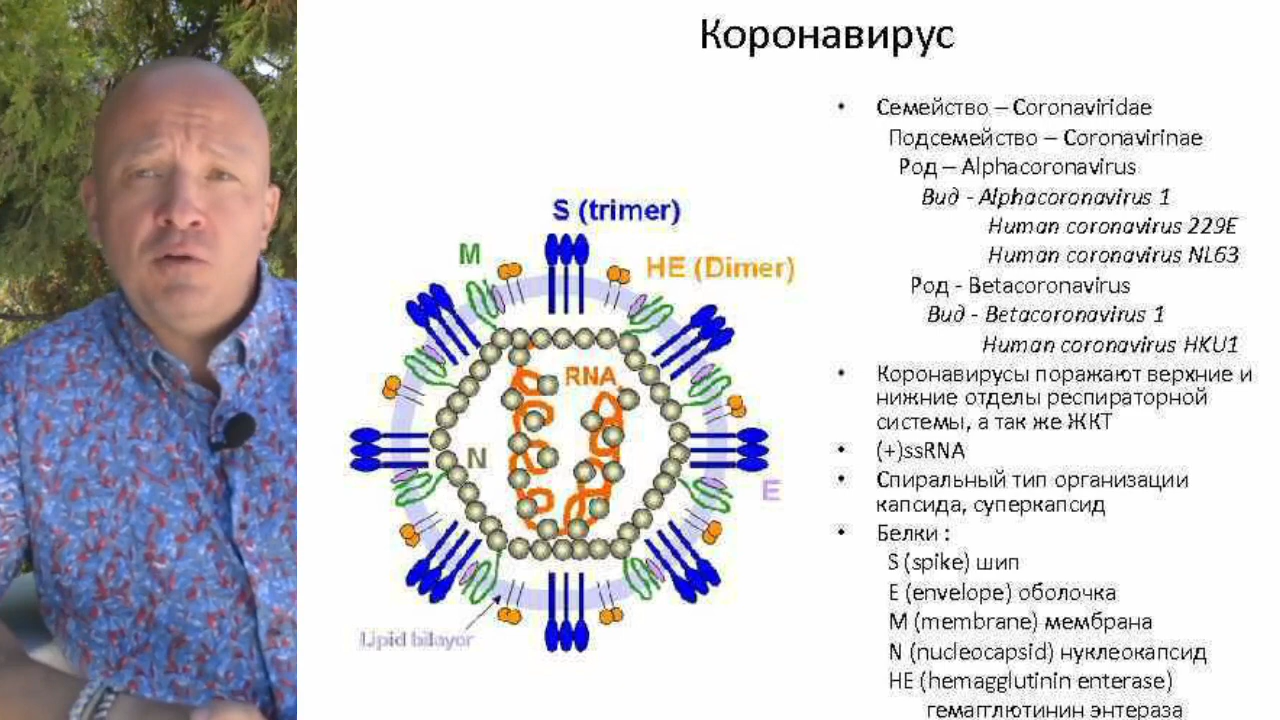 Коронавирус
• Семейство – Coronaviridae
Подсемейство – Coronavirinae
Род – Alphacoronavirus
Вид - Alphacoronavirus 1
Human coronavirus 229E
Human coronavirus NL63
Род - Betacoronavirus
Вид - Betacoronavirus 1
Human coronavirus HKU1
• Коронавирусы поражают верхние и
нижние отделы респираторной
системы, а так же ЖКТ
• (+)ssRNA
• Спиральный тип организации
капсида, суперкапсид
• Белки :
S (spike) шип
E (envelope) оболочка
M (membrane) мембрана
N (nucleocapsid) нуклеокапсид
HE (hemagglutinin enterase)
гемагглютинин энтераза
S (trimer)
M
HE (Dimer)
RNA
N
E
Lipid bilayor